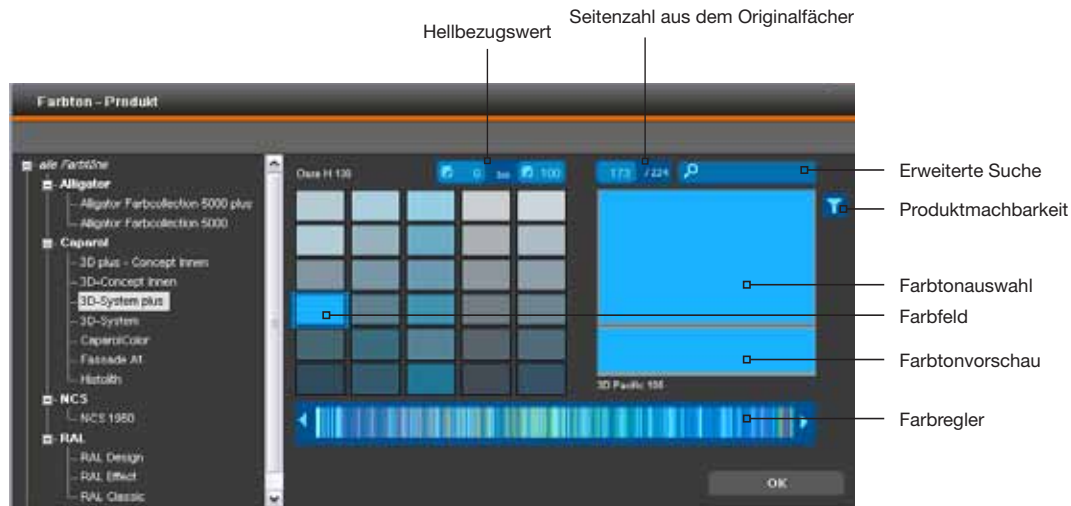 Seitenzahl aus dem Originalfächer
Hellbezugswert
Farbton – Produkt
alle Farbtöne
Alligator
Alligator Farbcollection 5000 plus
Alligator Farbcollection 5000
Caparol
3D plus - Concept Innen
3D-Concept Innen
3D-System plus
3D-System
CaparolColor
Fassade A1
Histolith
NCS
NCS 1950
RAL
RAL Design
RAL Effect
RAL Classic
0 bis 100
173 / 224
3D Pacific
OK
Erweiterte Suche
Produktmachbarkeit
Farbtonauswahl
Farbfeld
Farbtonvorschau
Farbregler